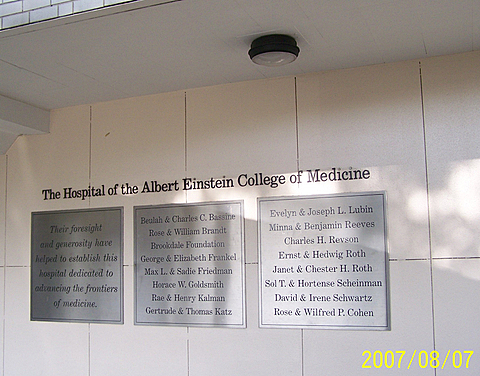 The Hospital of the Albert Einstein College of Medicine
Their foresight
and generosity have
helped to establish this
hospital dedicated to
advancing the frontiers
of medicine.
Beulah & Charles C. Bassine
Rose & William Brandt
Brookdale Foundation
George & Elizabeth Frankel
Max L. & Sadie Friedman
Horace W. Goldsmith
Rae & Henry Kalman
Gertrude & Thomas Katz
Evelyn & Joseph L. Lubin
Minna & Benjamin Reeves
Charles H. Revson
Ernst & Hedwig Roth
Janet & Chester H. Roth
Sol T. & Hortense Scheinman
David & Irene Schwartz
Rose & Wilfred P. Cohen
2007/08/07